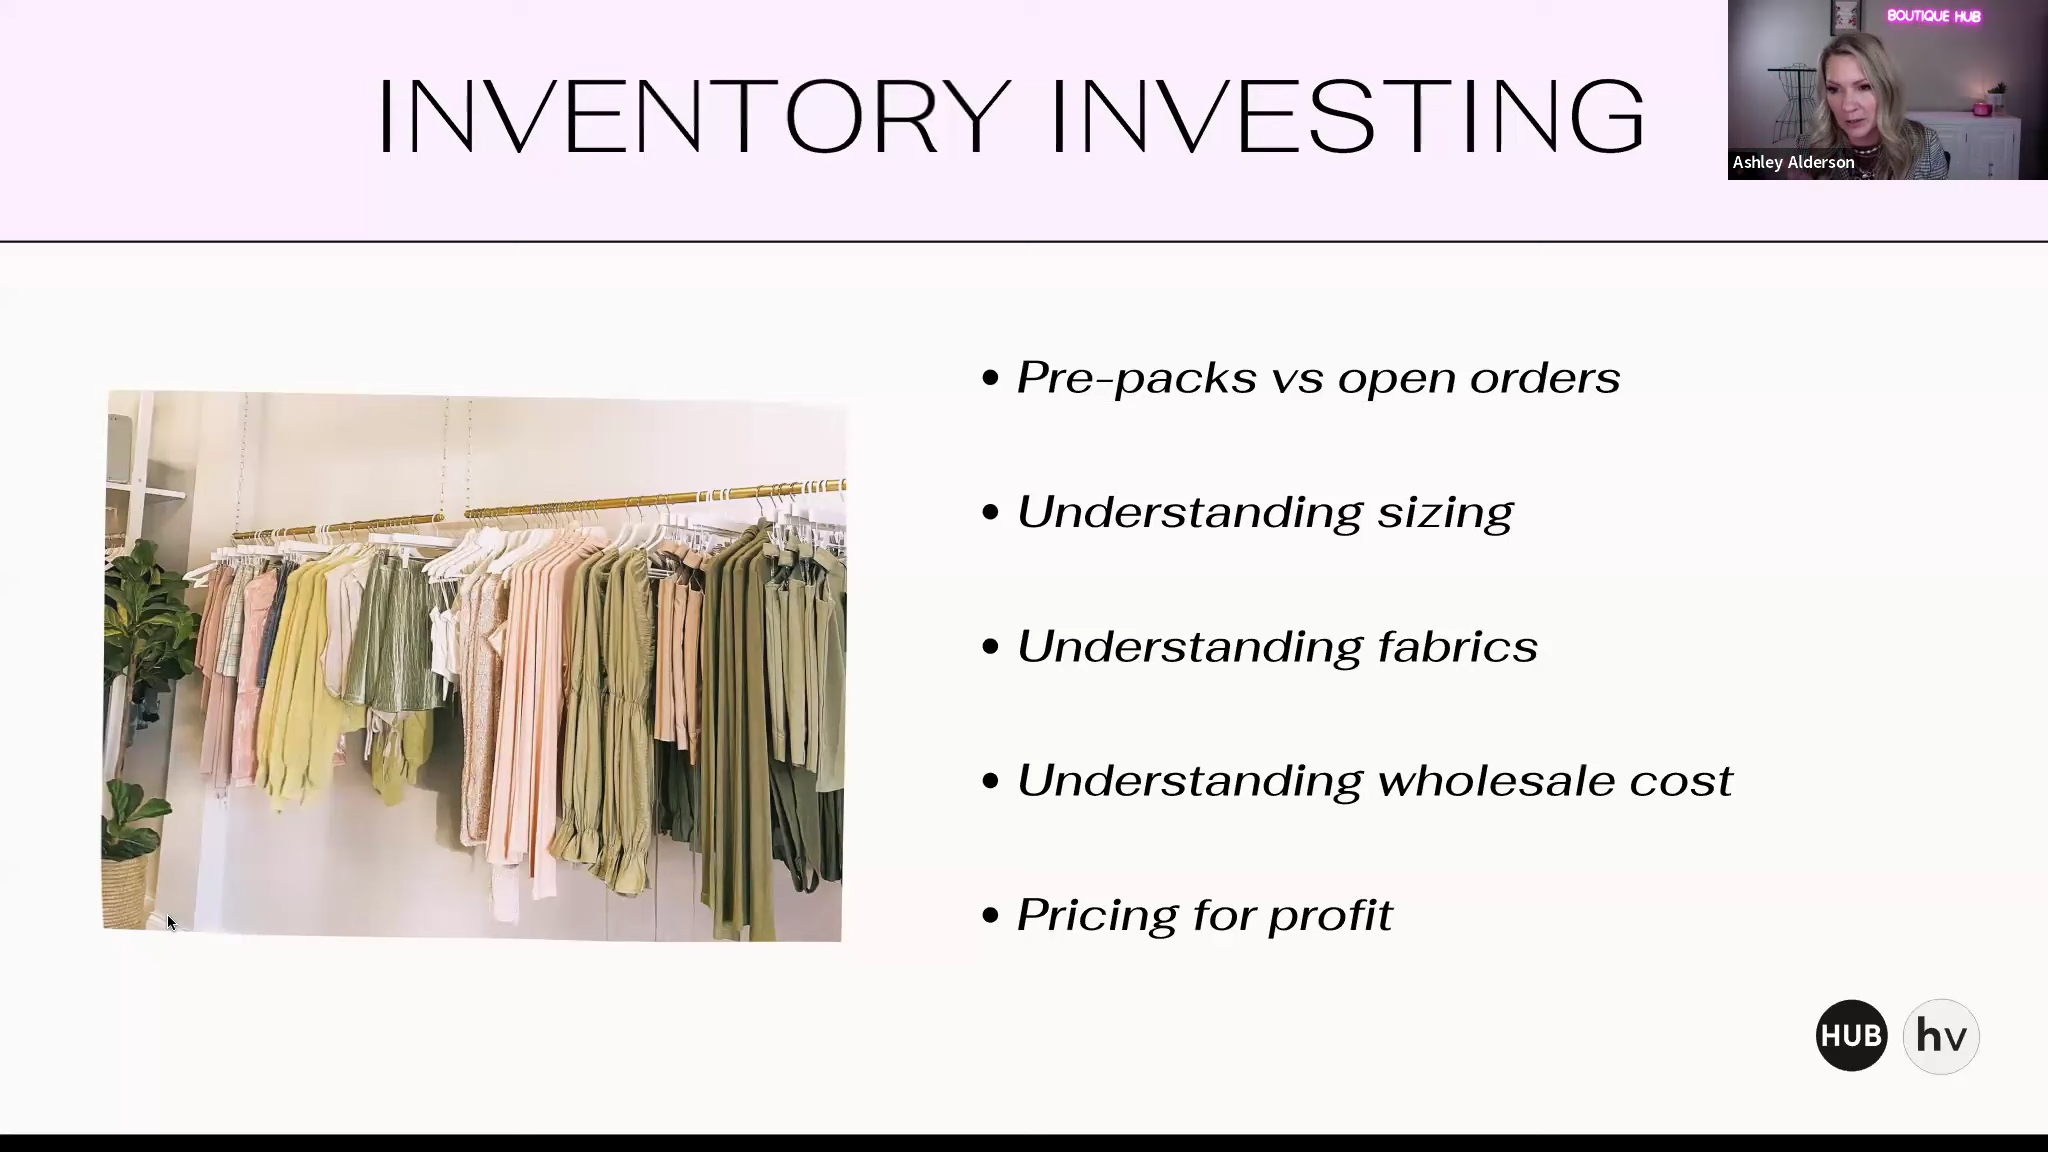 INVENTORY INVESTING
BOUTIQUE HUB
Ashley Alderson
• Pre-packs vs open orders
• Understanding sizing
• Understanding fabrics
• Understanding wholesale cost
• Pricing for profit
HUB
hv